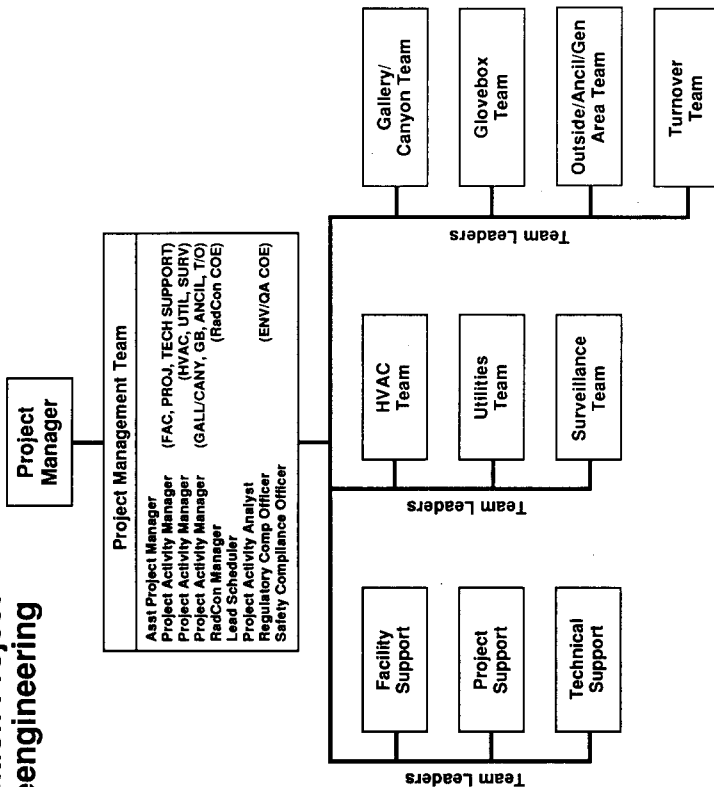 Project
eengineering
Project
Manager
Project Management Team
Asst Project Manager
Project Activity Manager (FAC, PROJ, TECH SUPPORT)
Project Activity Manager (HVAC, UTIL, SURV)
Project Activity Manager (GALL/CANY, GB, ANCIL, T/O)
RadCon Manager (RadCon COE)
Lead Scheduler
Project Activity Analyst
Regulatory Comp Officer (ENV/QA COE)
Safety Compliance Officer
Team Leaders
Facility
Support
Project
Support
Technical
Support
Team Leaders
HVAC
Team
Utilities
Team
Surveillance
Team
Team Leaders
Gallery/
Canyon Team
Glovebox
Team
Outside/Ancil/Gen
Area Team
Turnover
Team